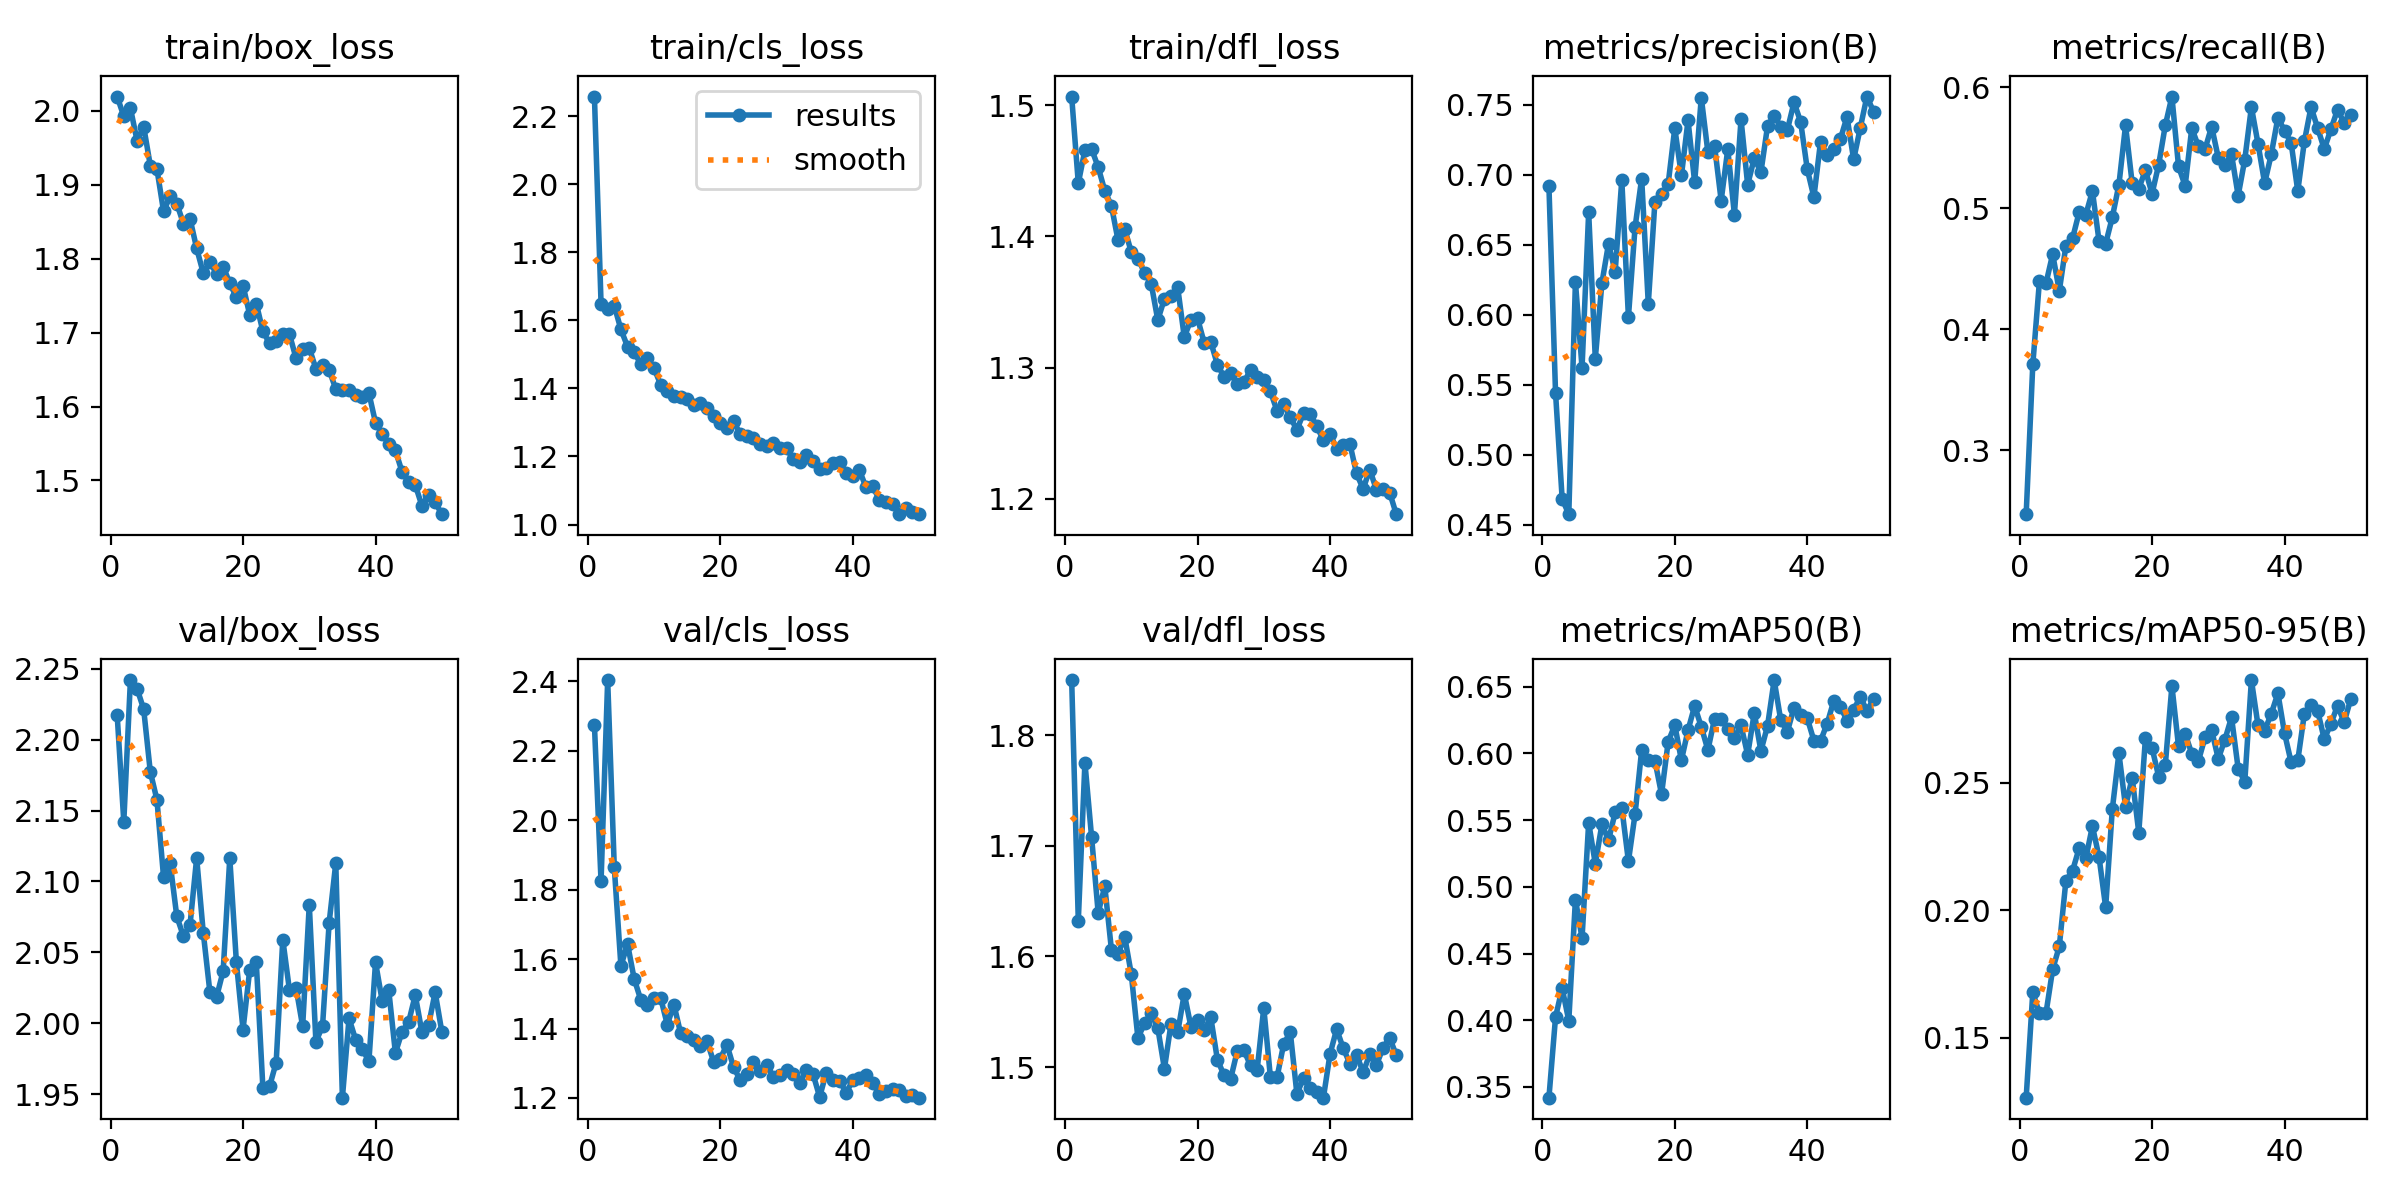 train/box_loss
2.0
1.9
1.8
1.7
1.6
1.5
0 20 40
train/cls_loss
results
smooth
2.2
2.0
1.8
1.6
1.4
1.2
1.0
0 20 40
train/dfl_loss
1.5
1.4
1.3
1.2
0 20 40
metrics/precision(B)
0.75
0.70
0.65
0.60
0.55
0.50
0.45
0 20 40
metrics/recall(B)
0.6
0.5
0.4
0.3
0 20 40
val/box_loss
2.25
2.20
2.15
2.10
2.05
2.00
1.95
0 20 40
val/cls_loss
2.4
2.2
2.0
1.8
1.6
1.4
1.2
0 20 40
val/dfl_loss
1.8
1.7
1.6
1.5
0 20 40
metrics/mAP50(B)
0.65
0.60
0.55
0.50
0.45
0.40
0.35
0 20 40
metrics/mAP50-95(B)
0.25
0.20
0.15
0 20 40